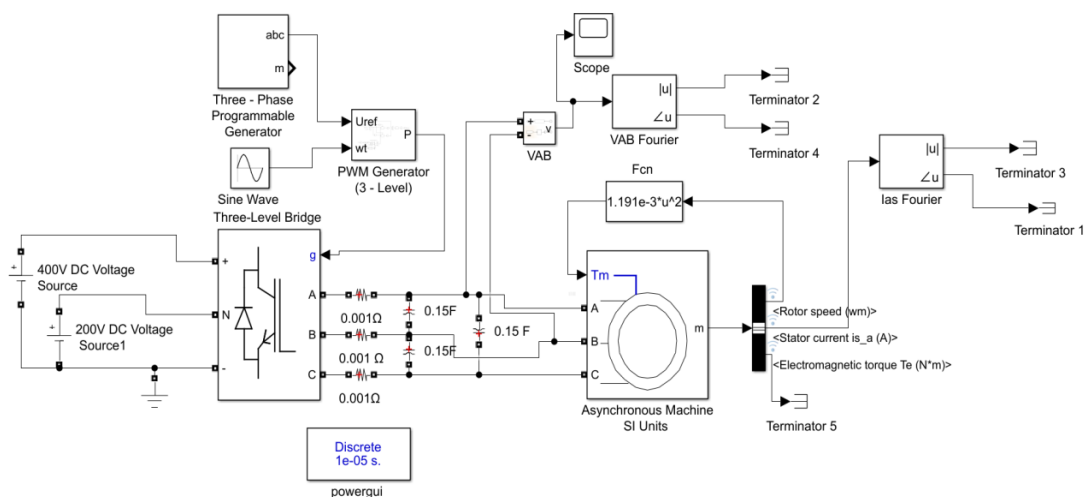 abc
m
Three - Phase
Programmable
Generator
Scope
Uref
wt
P
PWM Generator
(3 - Level)
Sine Wave
+
-
v
VAB
|u|
∠u
VAB Fourier
Terminator 2
Terminator 4
|u|
∠u
Ias Fourier
Terminator 3
Terminator 1
Fcn
1.191e-3*u^2
Three-Level Bridge
+
N
-
g
A
B
C
400V DC Voltage
Source
200V DC Voltage
Source1
+
+
0.001Ω
0.001 Ω
0.001Ω
0.15F
0.15F
0.15 F
Tm
A
B
C
m
Asynchronous Machine
SI Units
<Rotor speed (wm)>
<Stator current is_a (A)>
<Electromagnetic torque Te (N*m)>
Terminator 5
Discrete
1e-05 s.
powergui